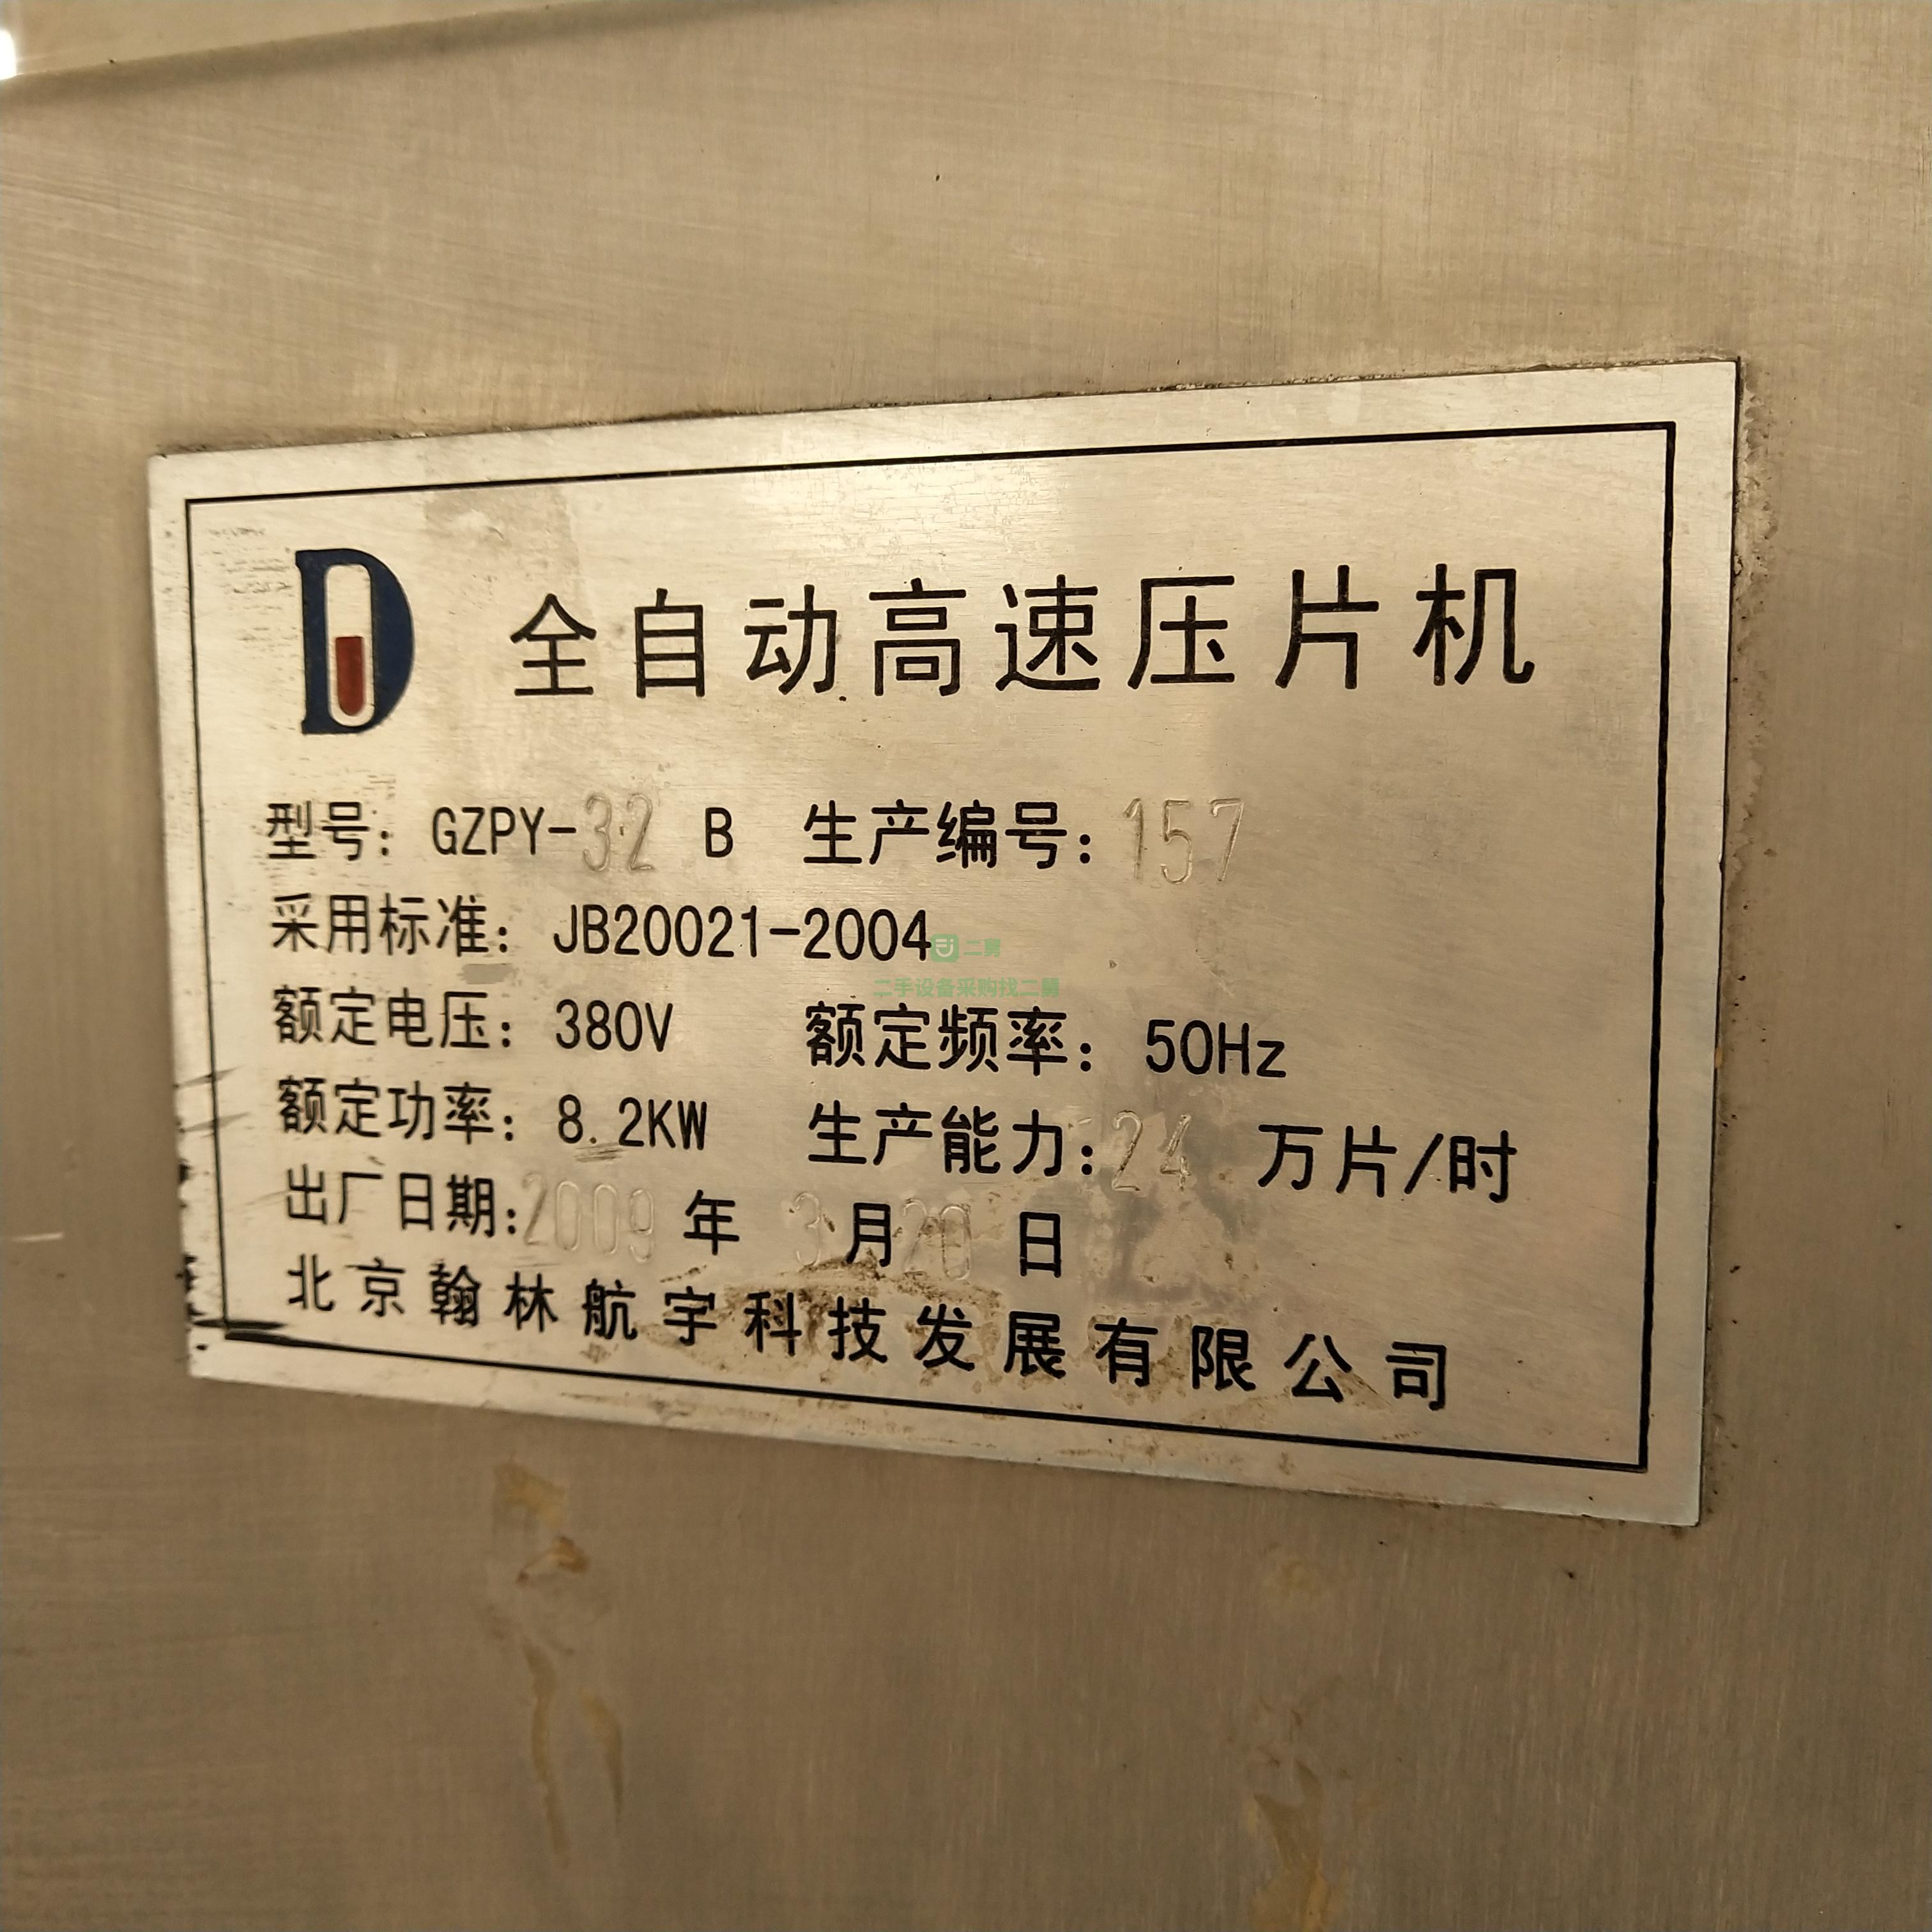 D 全自动高速压片机
型号：GZPY-32 B 生产编号：157
采用标准：JB20021-2004
二舅
二手设备采购找二舅
额定电压：380V 额定频率：50Hz
额定功率：8.2KW 生产能力：24 万片/时
出厂日期：2009 年 3 月 20 日
北京翰林航宇科技发展有限公司